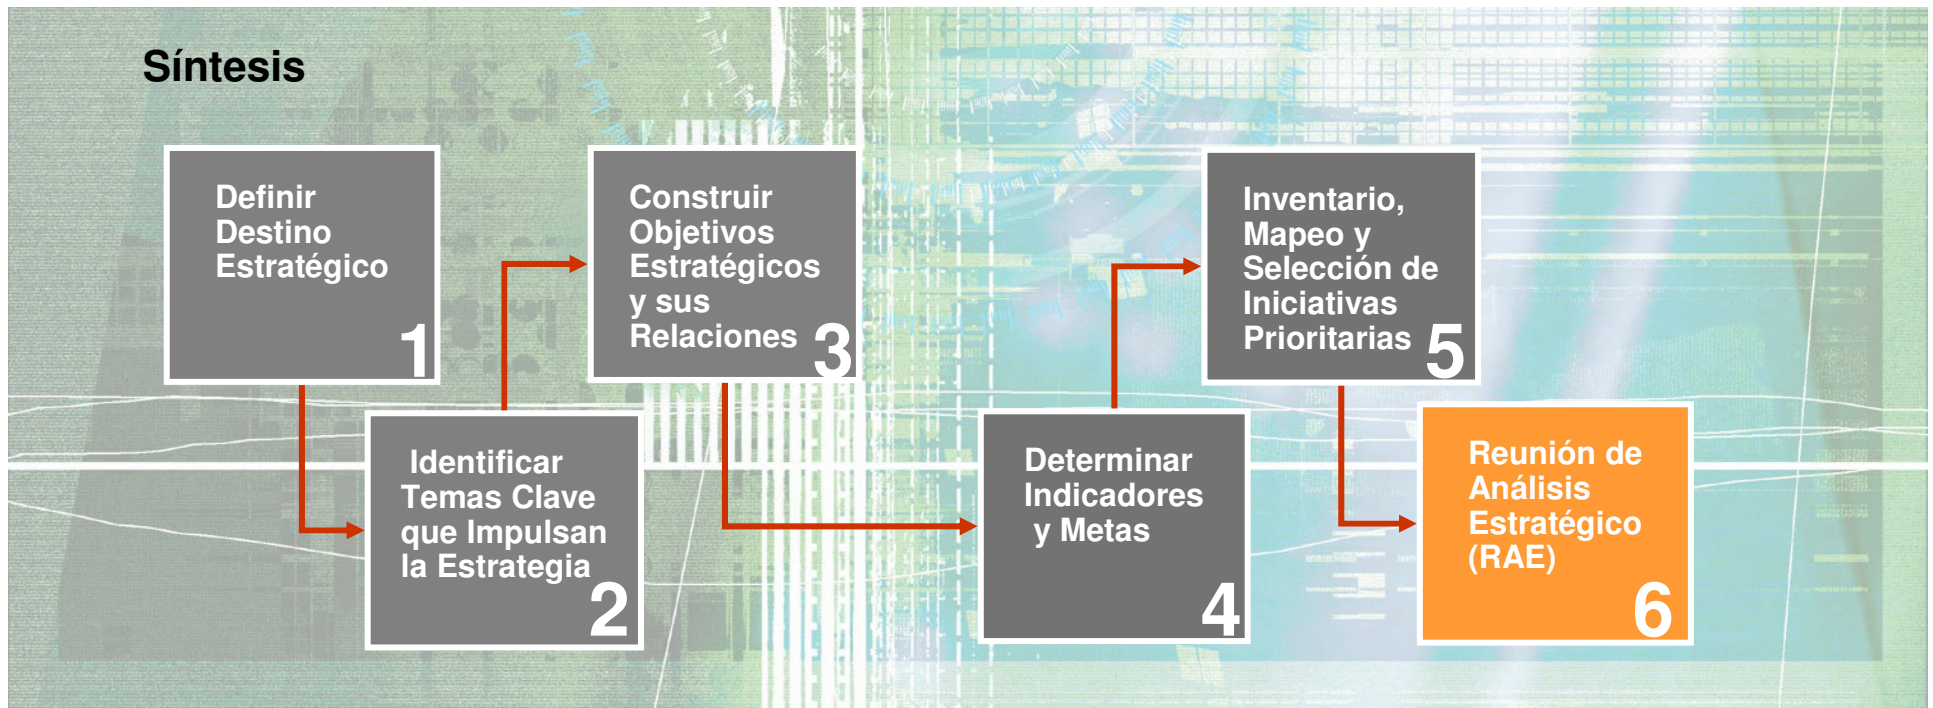 Síntesis
Definir
Destino
Estratégico
1
Identificar
Temas Clave
que Impulsan
la Estrategia
2
Construir
Objetivos
Estratégicos
y sus
Relaciones
3
Determinar
Indicadores
y Metas
4
Inventario,
Mapeo y
Selección de
Iniciativas
Prioritarias
5
Reunión de
Análisis
Estratégico
(RAE)
6